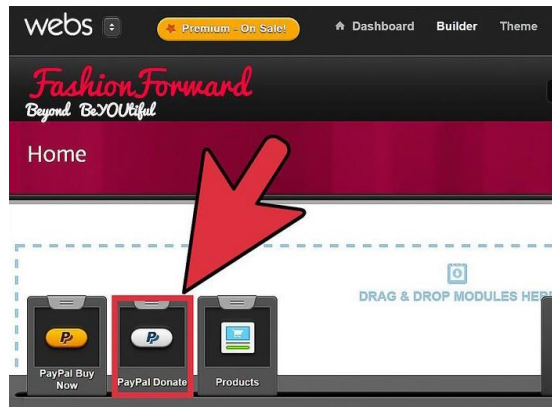 webs
Premium - On Sale!
Dashboard
Builder
Theme
FashionForward
Beyond BeYOUtiful
Home
DRAG & DROP MODULES HERE
PayPal Buy
Now
PayPal Donate
Products